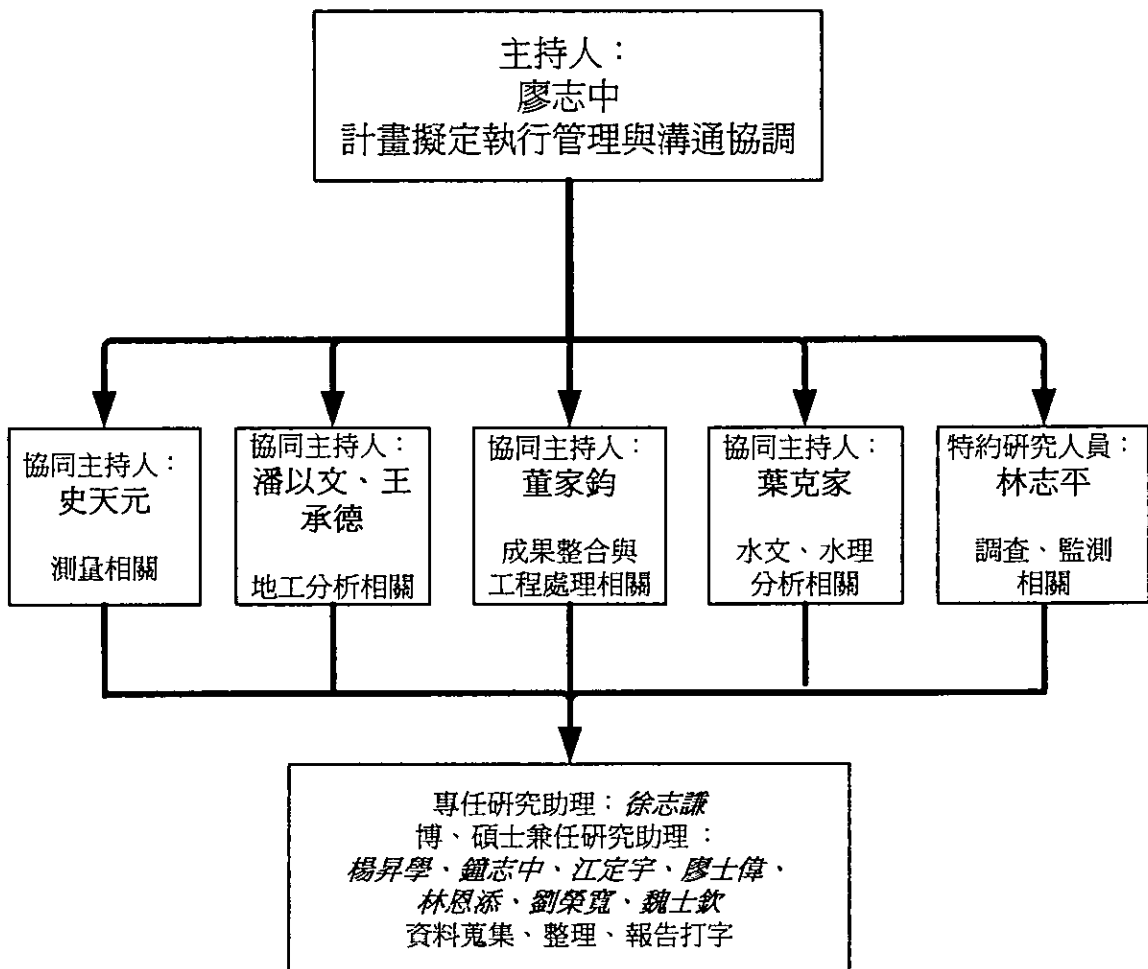 主持人：
廖志中
計畫擬定執行管理與溝通協調
協同主持人：
史天元
測量相關
協同主持人：
潘以文、王
承德
地工分析相關
協同主持人：
董家鈞
成果整合與
工程處理相關
協同主持人：
葉克家
水文、水理
分析相關
特約研究人員：
林志平
調查、監測
相關
專任研究助理：徐志謙
博、碩士兼任研究助理：
楊昇學、鐘志中、江定宇、廖士偉、
林恩添、劉榮寬、魏士欽
資料蒐集、整理、報告打字